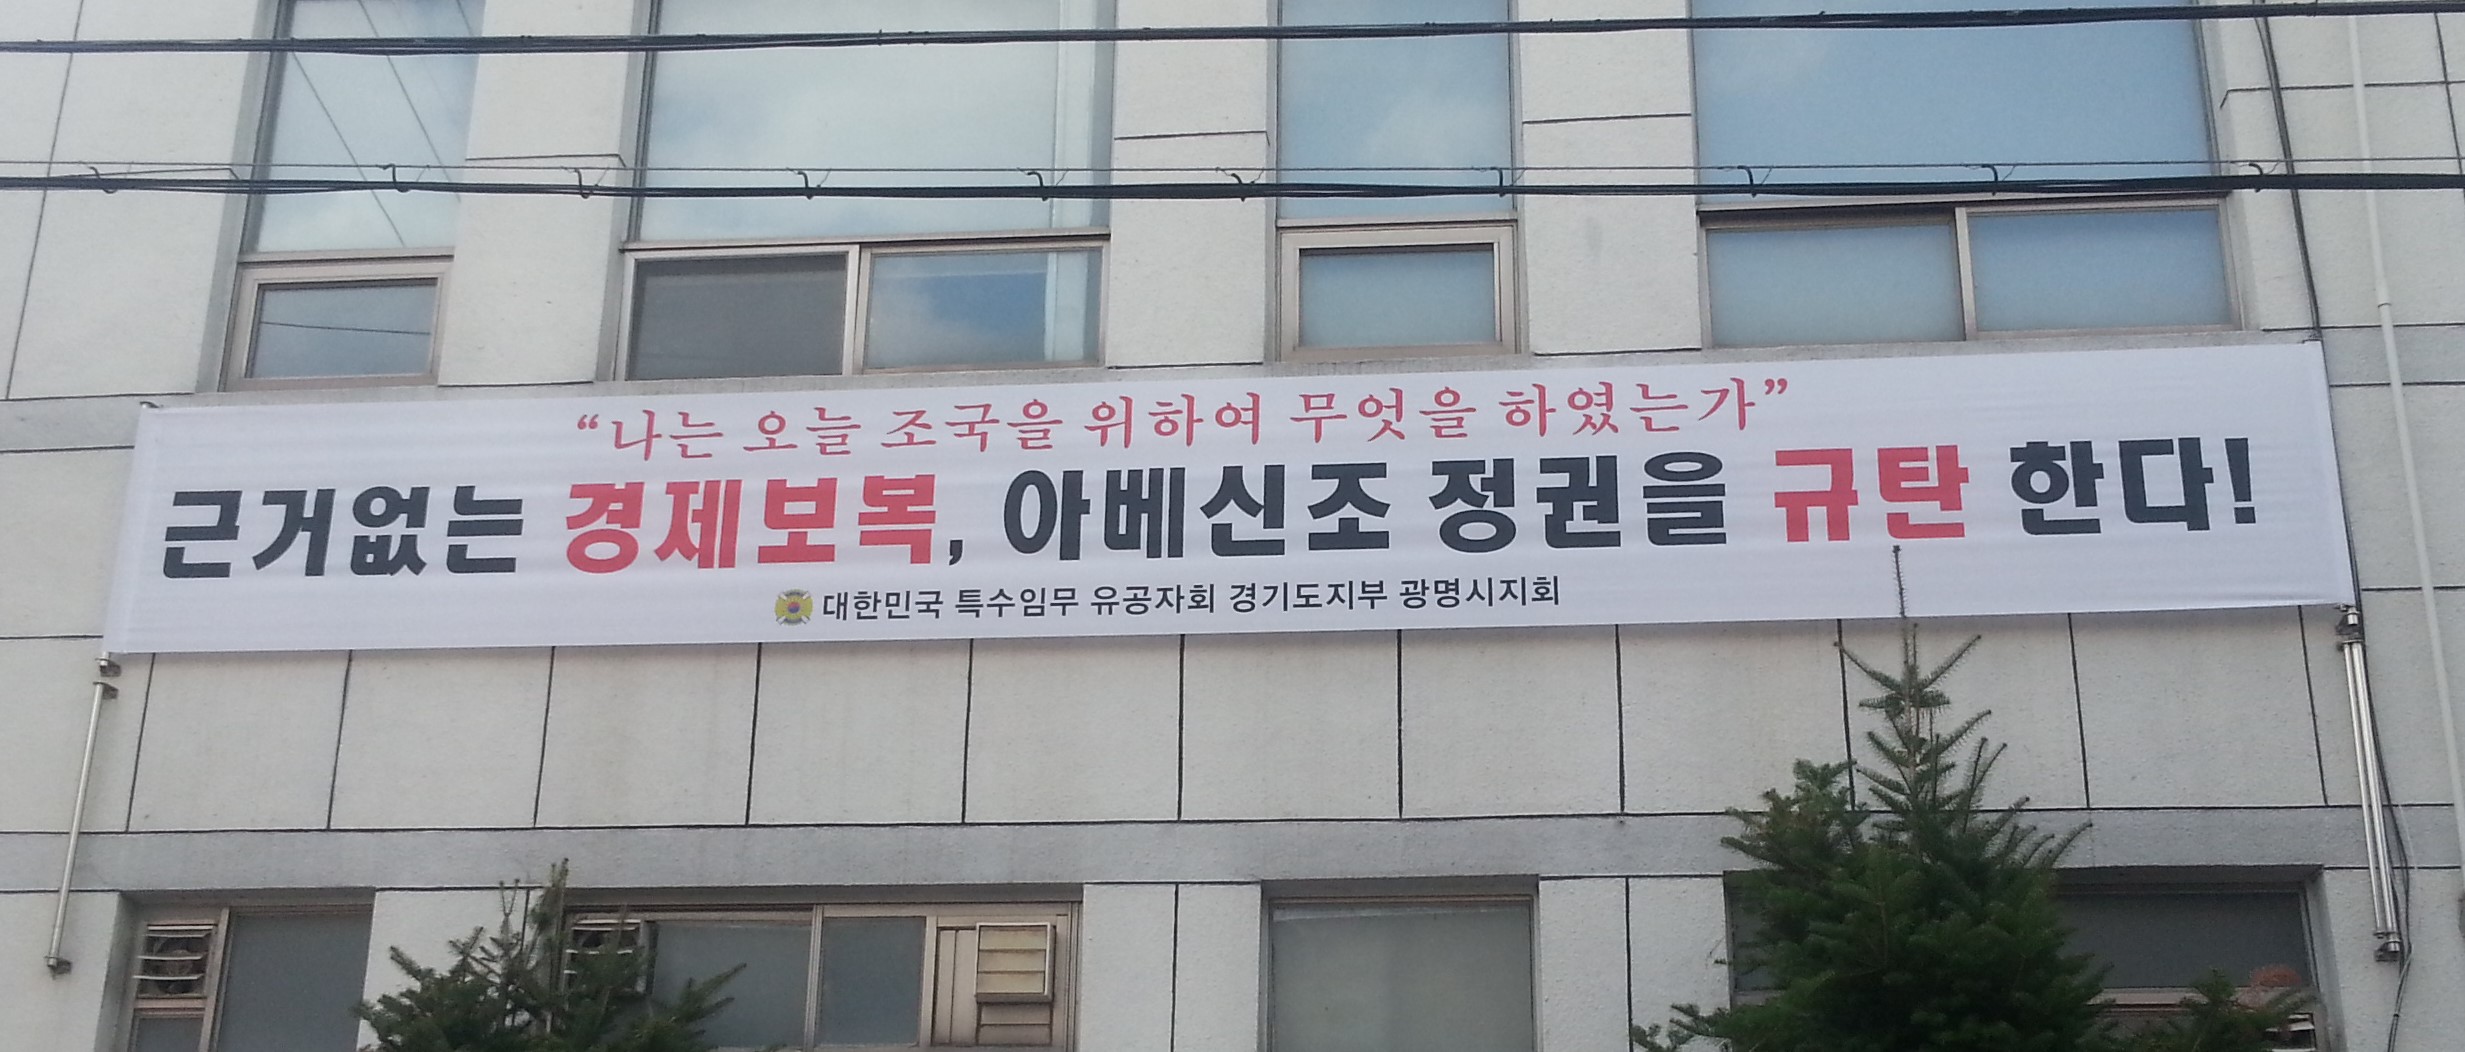 “나는 오늘 조국을 위하여 무엇을 하였는가”
근거없는 경제보복, 아베신조 정권을 규탄 한다!
대한민국 특수임무 유공자회 경기도지부 광명시지회